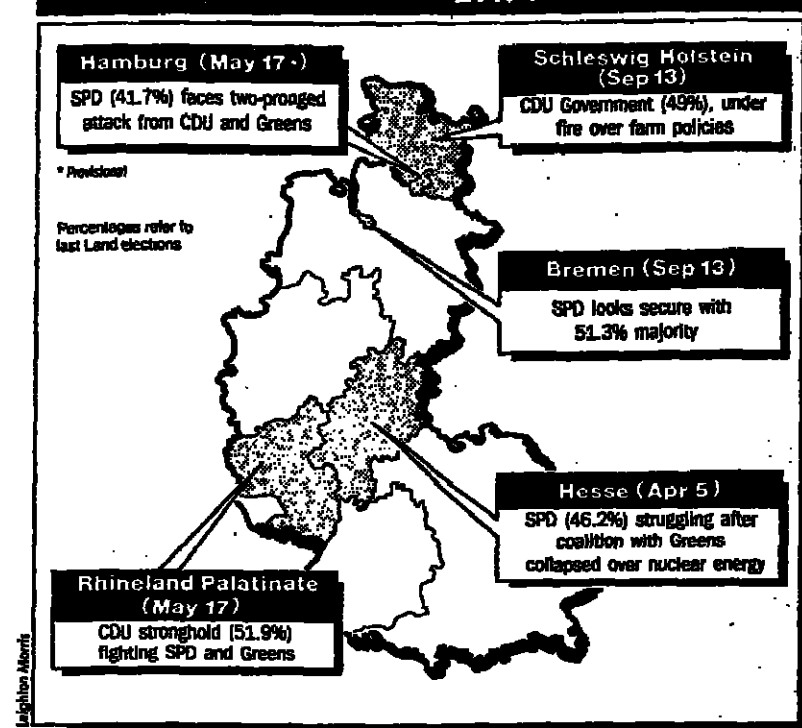 Hamburg (May 17*)
SPD (41.7%) faces two-pronged
attack from CDU and Greens
* Provisional
Percentages refer to
last Land elections
Schleswig Holstein
(Sep 13)
CDU Government (49%), under
fire over farm policies
Bremen (Sep 13)
SPD looks secure with
51.3% majority
Hesse (Apr 5)
SPD (46.2%) struggling after
coalition with Greens
collapsed over nuclear energy
Rhineland Palatinate
(May 17)
CDU stronghold (51.9%)
fighting SPD and Greens
Leighton Morris